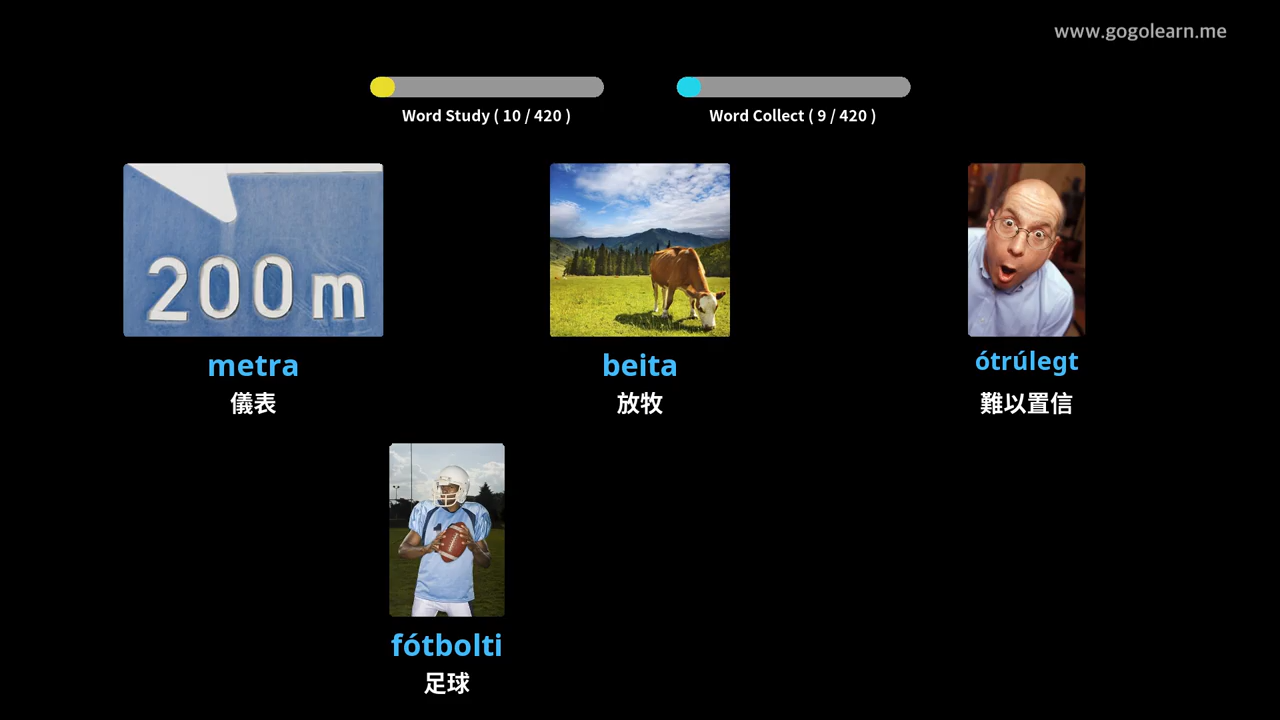 www.gogolearn.me
Word Study ( 10 / 420 )
Word Collect ( 9 / 420 )
200m
metra
儀表
beita
放牧
ótrúlegt
難以置信
fótbolti
足球